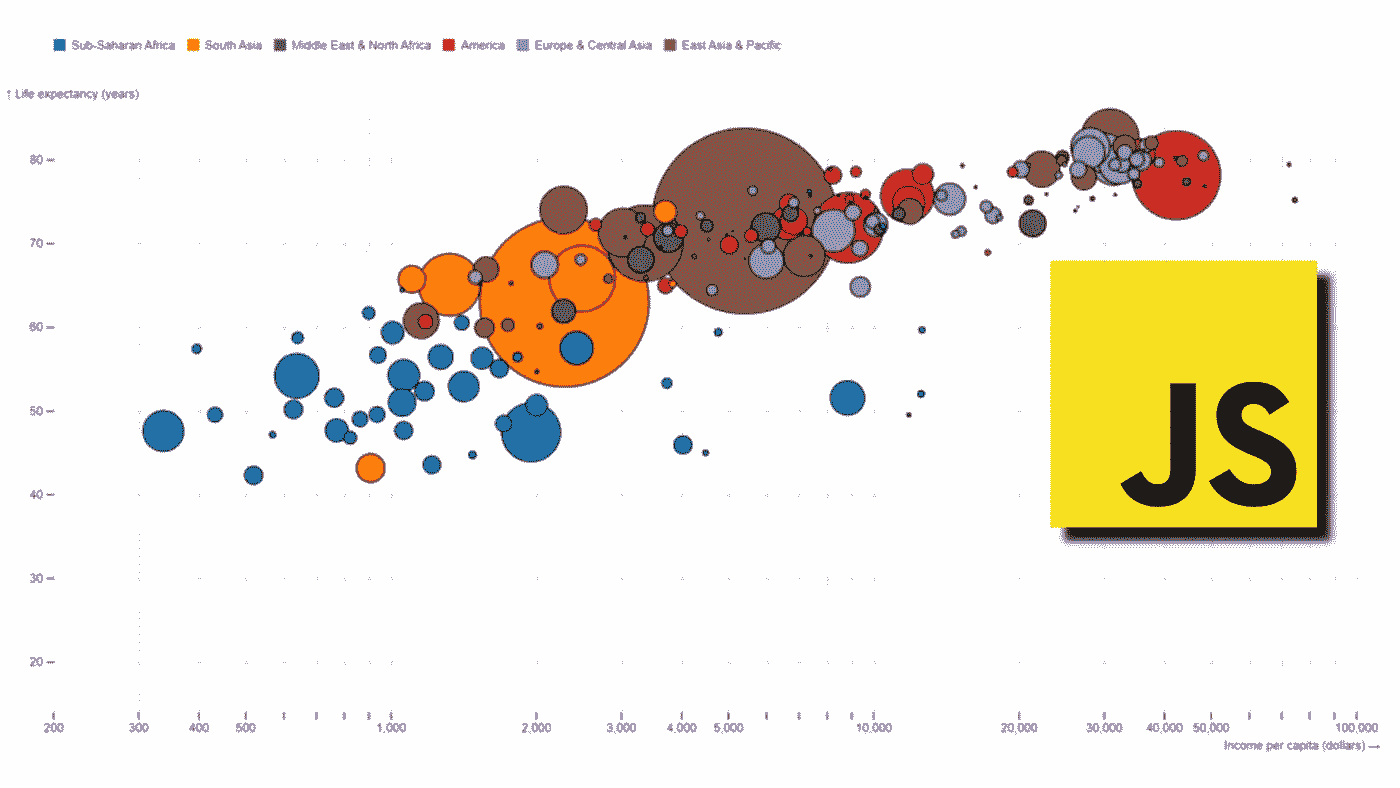 Sub-Saharan Africa South Asia Middle East & North Africa America Europe & Central Asia East Asia & Pacific
↑ Life expectancy (years)
80
70
60
50
40
30
20
JS
200 300 400 500 1,000 2,000 3,000 4,000 5,000 10,000 20,000 30,000 40,000 50,000 100,000
Income per capita (dollars) →